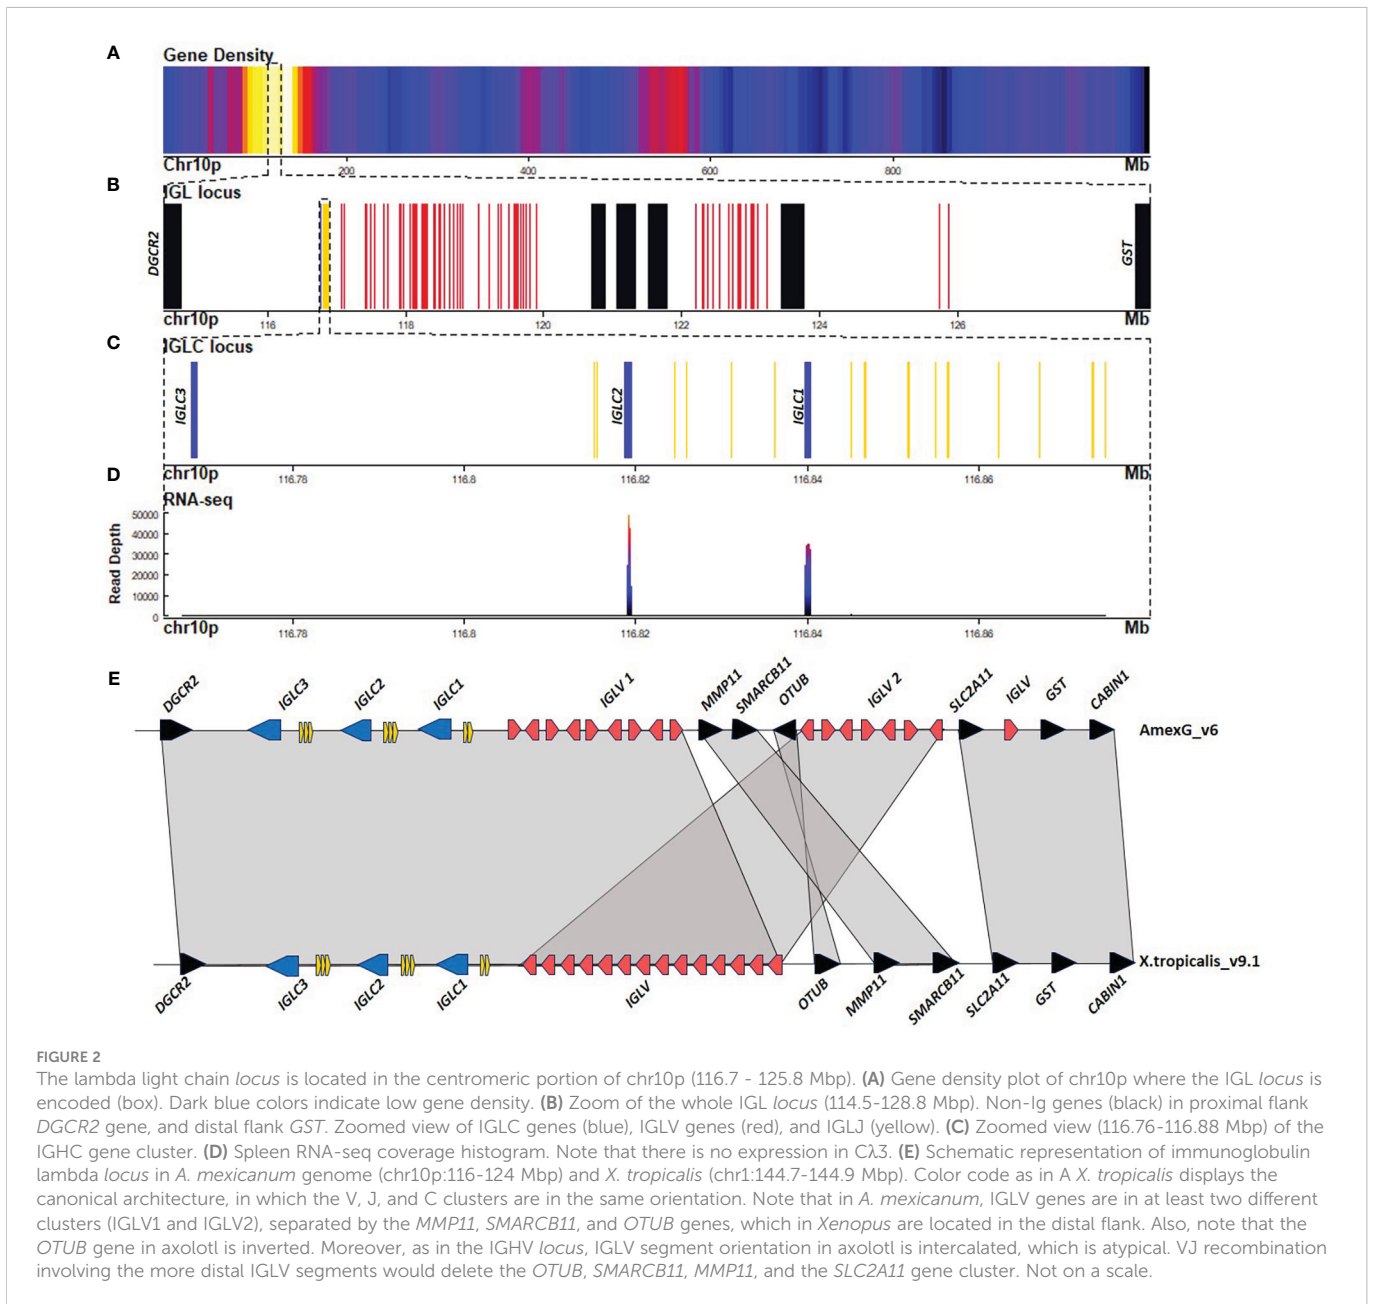 A
Gene Density
Chr10p
200
400
600
800
Mb
B
IGL locus
DGCR2
GST
chr10p
116
118
120
122
124
126
Mb
C
IGLC locus
IGLC3
IGLC2
IGLC1
chr10p
116.78
116.8
116.82
116.84
116.86
Mb
D
RNA-seq
Read Depth
50000
40000
30000
20000
10000
0
chr10p
116.78
116.8
116.82
116.84
116.86
Mb
E
DGCR2
IGLC3
IGLC2
IGLC1
IGLV 1
MMP11
SMARCB11
OTUB
IGLV 2
SLC2A11
IGLV
GST
CABIN1
AmexG_v6
X.tropicalis_v9.1
DGCR2
IGLC3
IGLC2
IGLC1
IGLV
OTUB
MMP11
SMARCB11
SLC2A11
GST
CABIN1
FIGURE 2
The lambda light chain locus is located in the centromeric portion of chr10p (116.7 - 125.8 Mbp). (A) Gene density plot of chr10p where the IGL locus is
encoded (box). Dark blue colors indicate low gene density. (B) Zoom of the whole IGL locus (114.5-128.8 Mbp). Non-Ig genes (black) in proximal flank
DGCR2 gene, and distal flank GST. Zoomed view of IGLC genes (blue), IGLV genes (red), and IGLJ (yellow). (C) Zoomed view (116.76-116.88 Mbp) of the
IGHC gene cluster. (D) Spleen RNA-seq coverage histogram. Note that there is no expression in Cλ3. (E) Schematic representation of immunoglobulin
lambda locus in A. mexicanum genome (chr10p:116-124 Mbp) and X. tropicalis (chr1:144.7-144.9 Mbp). Color code as in A X. tropicalis displays the
canonical architecture, in which the V, J, and C clusters are in the same orientation. Note that in A. mexicanum, IGLV genes are in at least two different
clusters (IGLV1 and IGLV2), separated by the MMP11, SMARCB11, and OTUB genes, which in Xenopus are located in the distal flank. Also, note that the
OTUB gene in axolotl is inverted. Moreover, as in the IGHV locus, IGLV segment orientation in axolotl is intercalated, which is atypical. VJ recombination
involving the more distal IGLV segments would delete the OTUB, SMARCB11, MMP11, and the SLC2A11 gene cluster. Not on a scale.